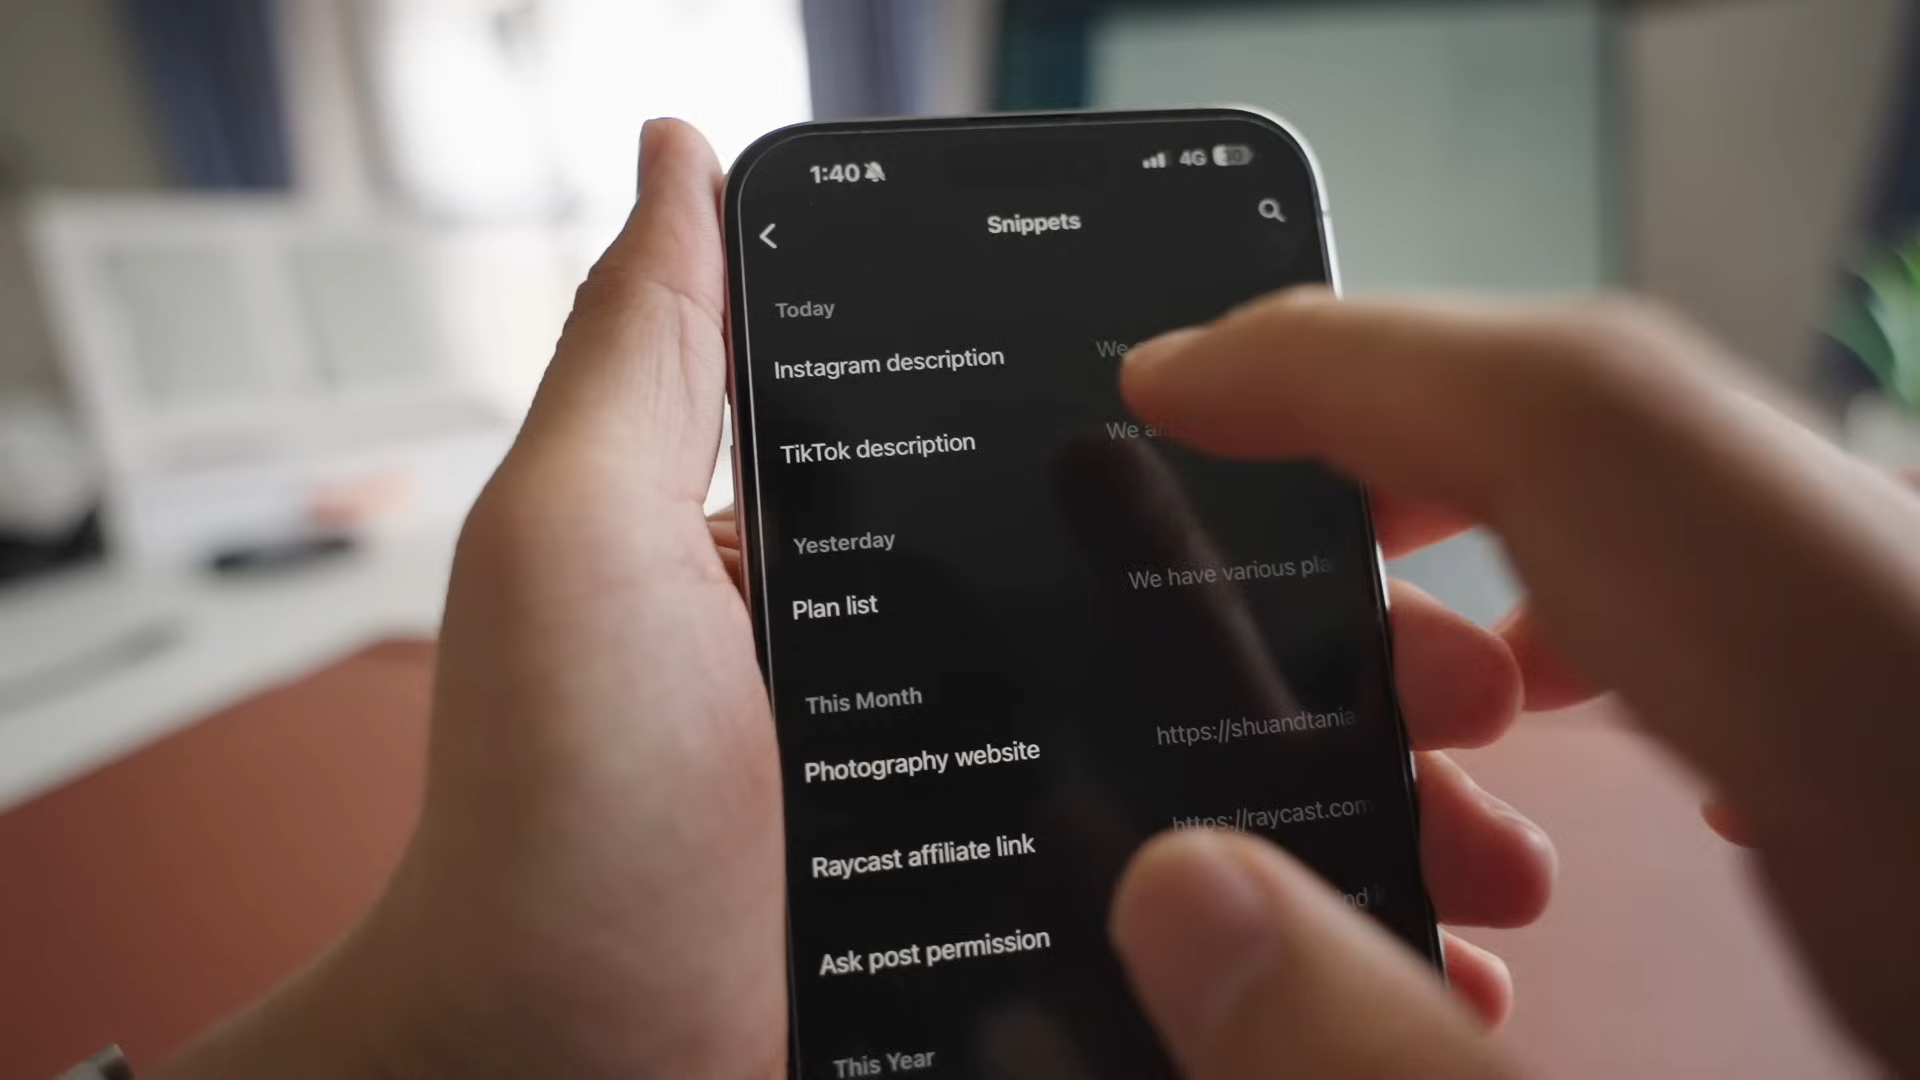 1:40
4G
Snippets
Today
Instagram description We
TikTok description We
Yesterday
Plan list We have various pla
This Month
Photography website https://shuandtania
Raycast affiliate link https://raycast.com
Ask post permission
This Year